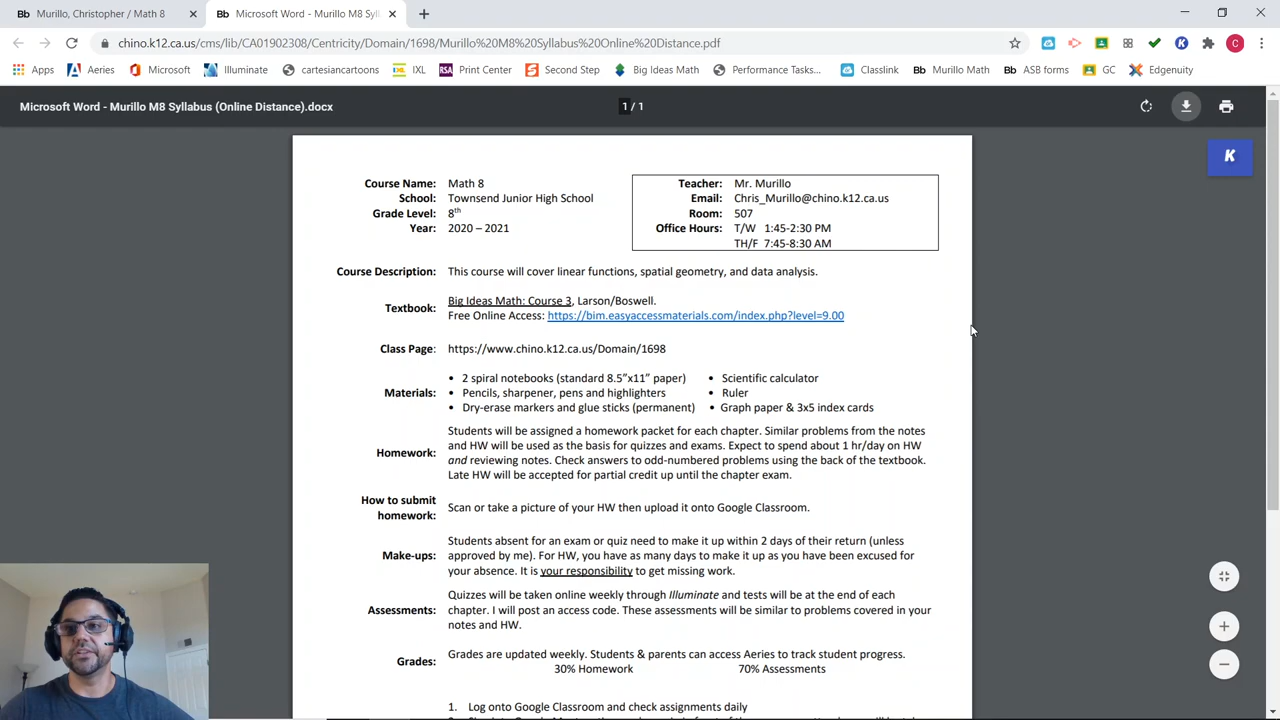 Bb Murillo, Christopher / Math 8
Bb Microsoft Word - Murillo M8 Syll
chino.k12.ca.us/cms/lib/CA01902308/Centricity/Domain/1698/Murillo%20M8%20Syllabus%20Online%20Distance.pdf
Apps Aeries Microsoft Illuminate cartesiancartoons IXL RSA Print Center Second Step Big Ideas Math Performance Tasks... Classlink Bb Murillo Math Bb ASB forms GC Edgenuity
Microsoft Word - Murillo M8 Syllabus (Online Distance).docx
1 / 1
K
Course Name: Math 8
School: Townsend Junior High School
Grade Level: 8th
Year: 2020 – 2021
Teacher: Mr. Murillo
Email: Chris_Murillo@chino.k12.ca.us
Room: 507
Office Hours: T/W 1:45-2:30 PM
TH/F 7:45-8:30 AM
Course Description: This course will cover linear functions, spatial geometry, and data analysis.
Textbook: Big Ideas Math: Course 3, Larson/Boswell.
Free Online Access: https://bim.easyaccessmaterials.com/index.php?level=9.00
Class Page: https://www.chino.k12.ca.us/Domain/1698
Materials:
• 2 spiral notebooks (standard 8.5”x11” paper) • Scientific calculator
• Pencils, sharpener, pens and highlighters • Ruler
• Dry-erase markers and glue sticks (permanent) • Graph paper & 3x5 index cards
Homework:
Students will be assigned a homework packet for each chapter. Similar problems from the notes
and HW will be used as the basis for quizzes and exams. Expect to spend about 1 hr/day on HW
and reviewing notes. Check answers to odd-numbered problems using the back of the textbook.
Late HW will be accepted for partial credit up until the chapter exam.
How to submit
homework:
Scan or take a picture of your HW then upload it onto Google Classroom.
Make-ups:
Students absent for an exam or quiz need to make it up within 2 days of their return (unless
approved by me). For HW, you have as many days to make it up as you have been excused for
your absence. It is your responsibility to get missing work.
Assessments:
Quizzes will be taken online weekly through Illuminate and tests will be at the end of each
chapter. I will post an access code. These assessments will be similar to problems covered in your
notes and HW.
Grades:
Grades are updated weekly. Students & parents can access Aeries to track student progress.
30% Homework 70% Assessments
1. Log onto Google Classroom and check assignments daily